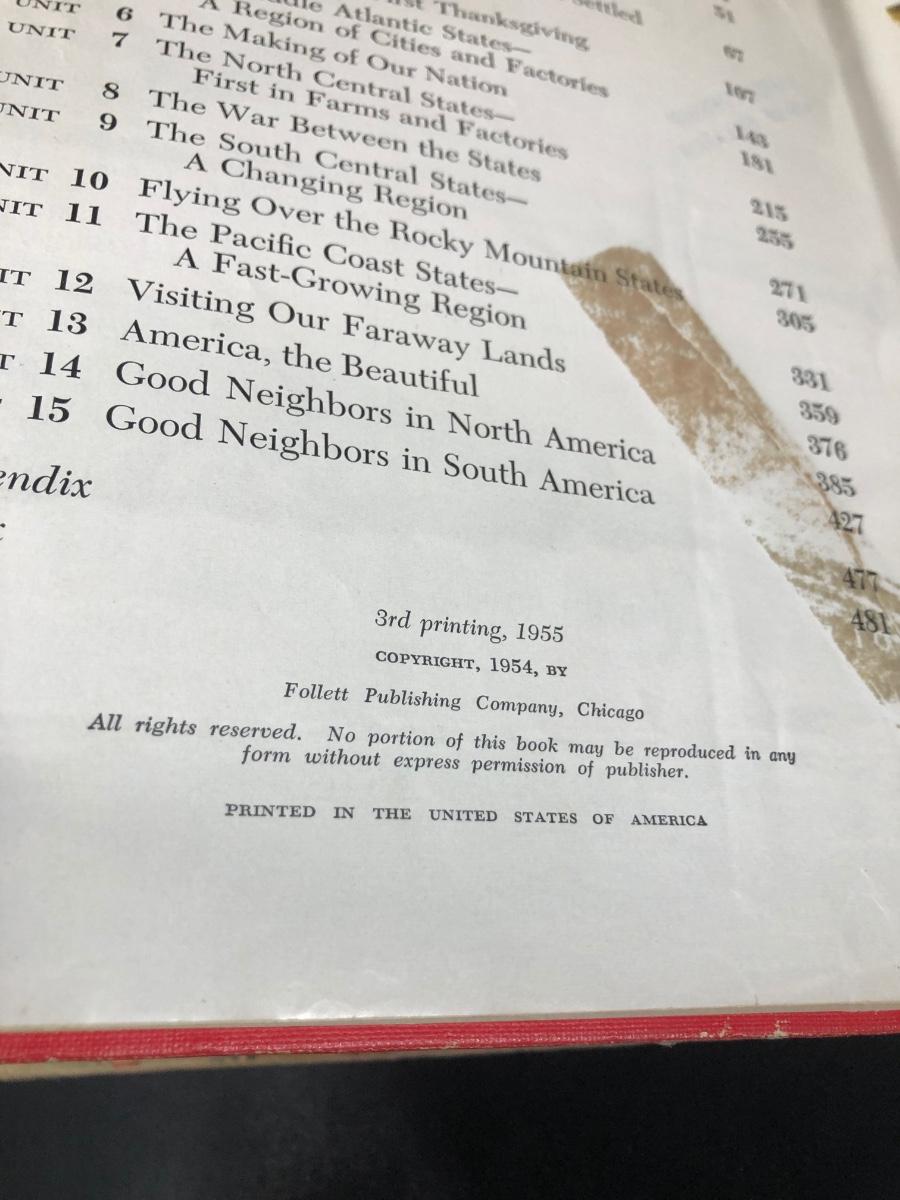 51
settled 67
Thanksgiving 107
Atlantic States—
A Region of Cities and Factories 143
UNIT 6 The Making of Our Nation 181
UNIT 7 The North Central States—
First in Farms and Factories 215
UNIT 8 The War Between the States 255
UNIT 9 The South Central States—
A Changing Region 271
NIT 10 Flying Over the Rocky Mountain States 305
NIT 11 The Pacific Coast States—
A Fast-Growing Region 331
IT 12 Visiting Our Faraway Lands 359
T 13 America, the Beautiful 376
T 14 Good Neighbors in North America 385
15 Good Neighbors in South America 427
endix 477
481
3rd printing, 1955
COPYRIGHT, 1954, BY
Follett Publishing Company, Chicago
All rights reserved. No portion of this book may be reproduced in any
form without express permission of publisher.
PRINTED IN THE UNITED STATES OF AMERICA